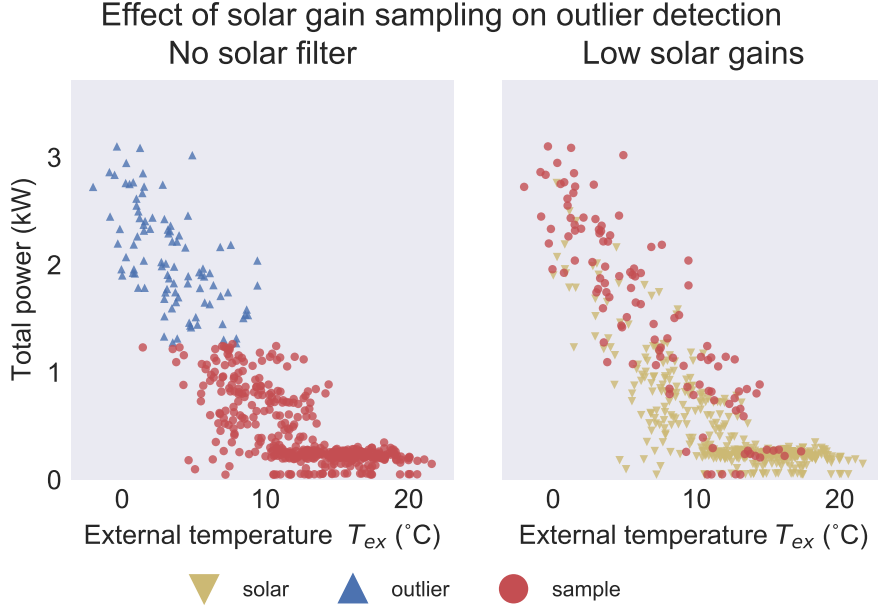 Effect of solar gain sampling on outlier detection
No solar filter
Low solar gains
Total power (kW)
3
2
1
0
0 10 20
0 10 20
External temperature T_ex (°C)
External temperature T_ex (°C)
solar outlier sample